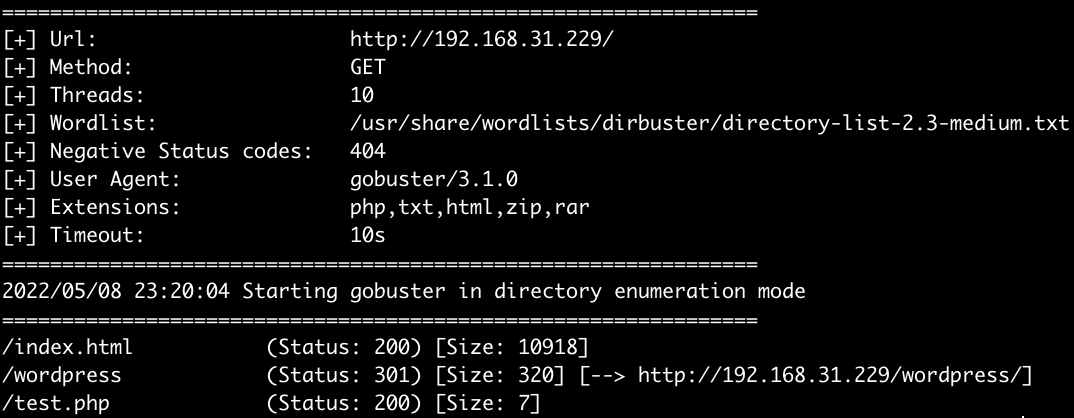 ===============================================================
[+] Url:                     http://192.168.31.229/
[+] Method:                  GET
[+] Threads:                 10
[+] Wordlist:                /usr/share/wordlists/dirbuster/directory-list-2.3-medium.txt
[+] Negative Status codes:   404
[+] User Agent:              gobuster/3.1.0
[+] Extensions:              php,txt,html,zip,rar
[+] Timeout:                 10s
===============================================================
2022/05/08 23:20:04 Starting gobuster in directory enumeration mode
===============================================================
/index.html           (Status: 200) [Size: 10918]
/wordpress            (Status: 301) [Size: 320] [--> http://192.168.31.229/wordpress/]
/test.php             (Status: 200) [Size: 7]